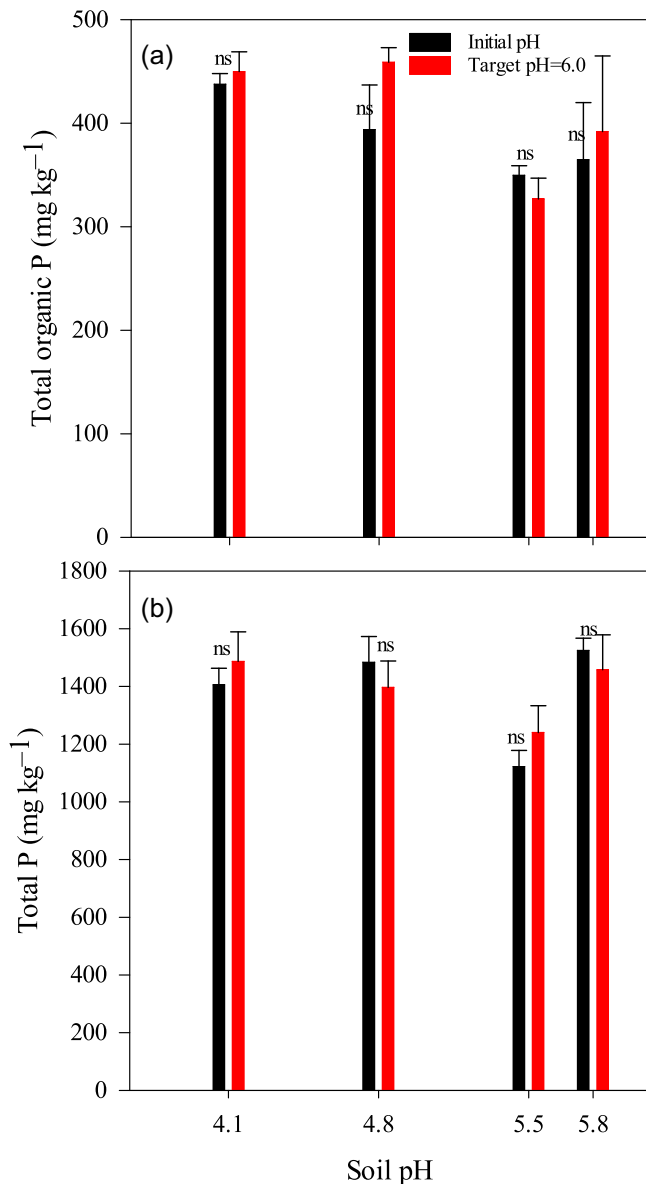 (a)
Initial pH
Target pH=6.0
500
400
300
200
100
0
Total organic P (mg kg−1)
ns
ns
ns
ns
(b)
1800
1600
1400
1200
1000
800
600
400
200
0
Total P (mg kg−1)
ns
ns
ns
ns
4.1 4.8 5.5 5.8
Soil pH